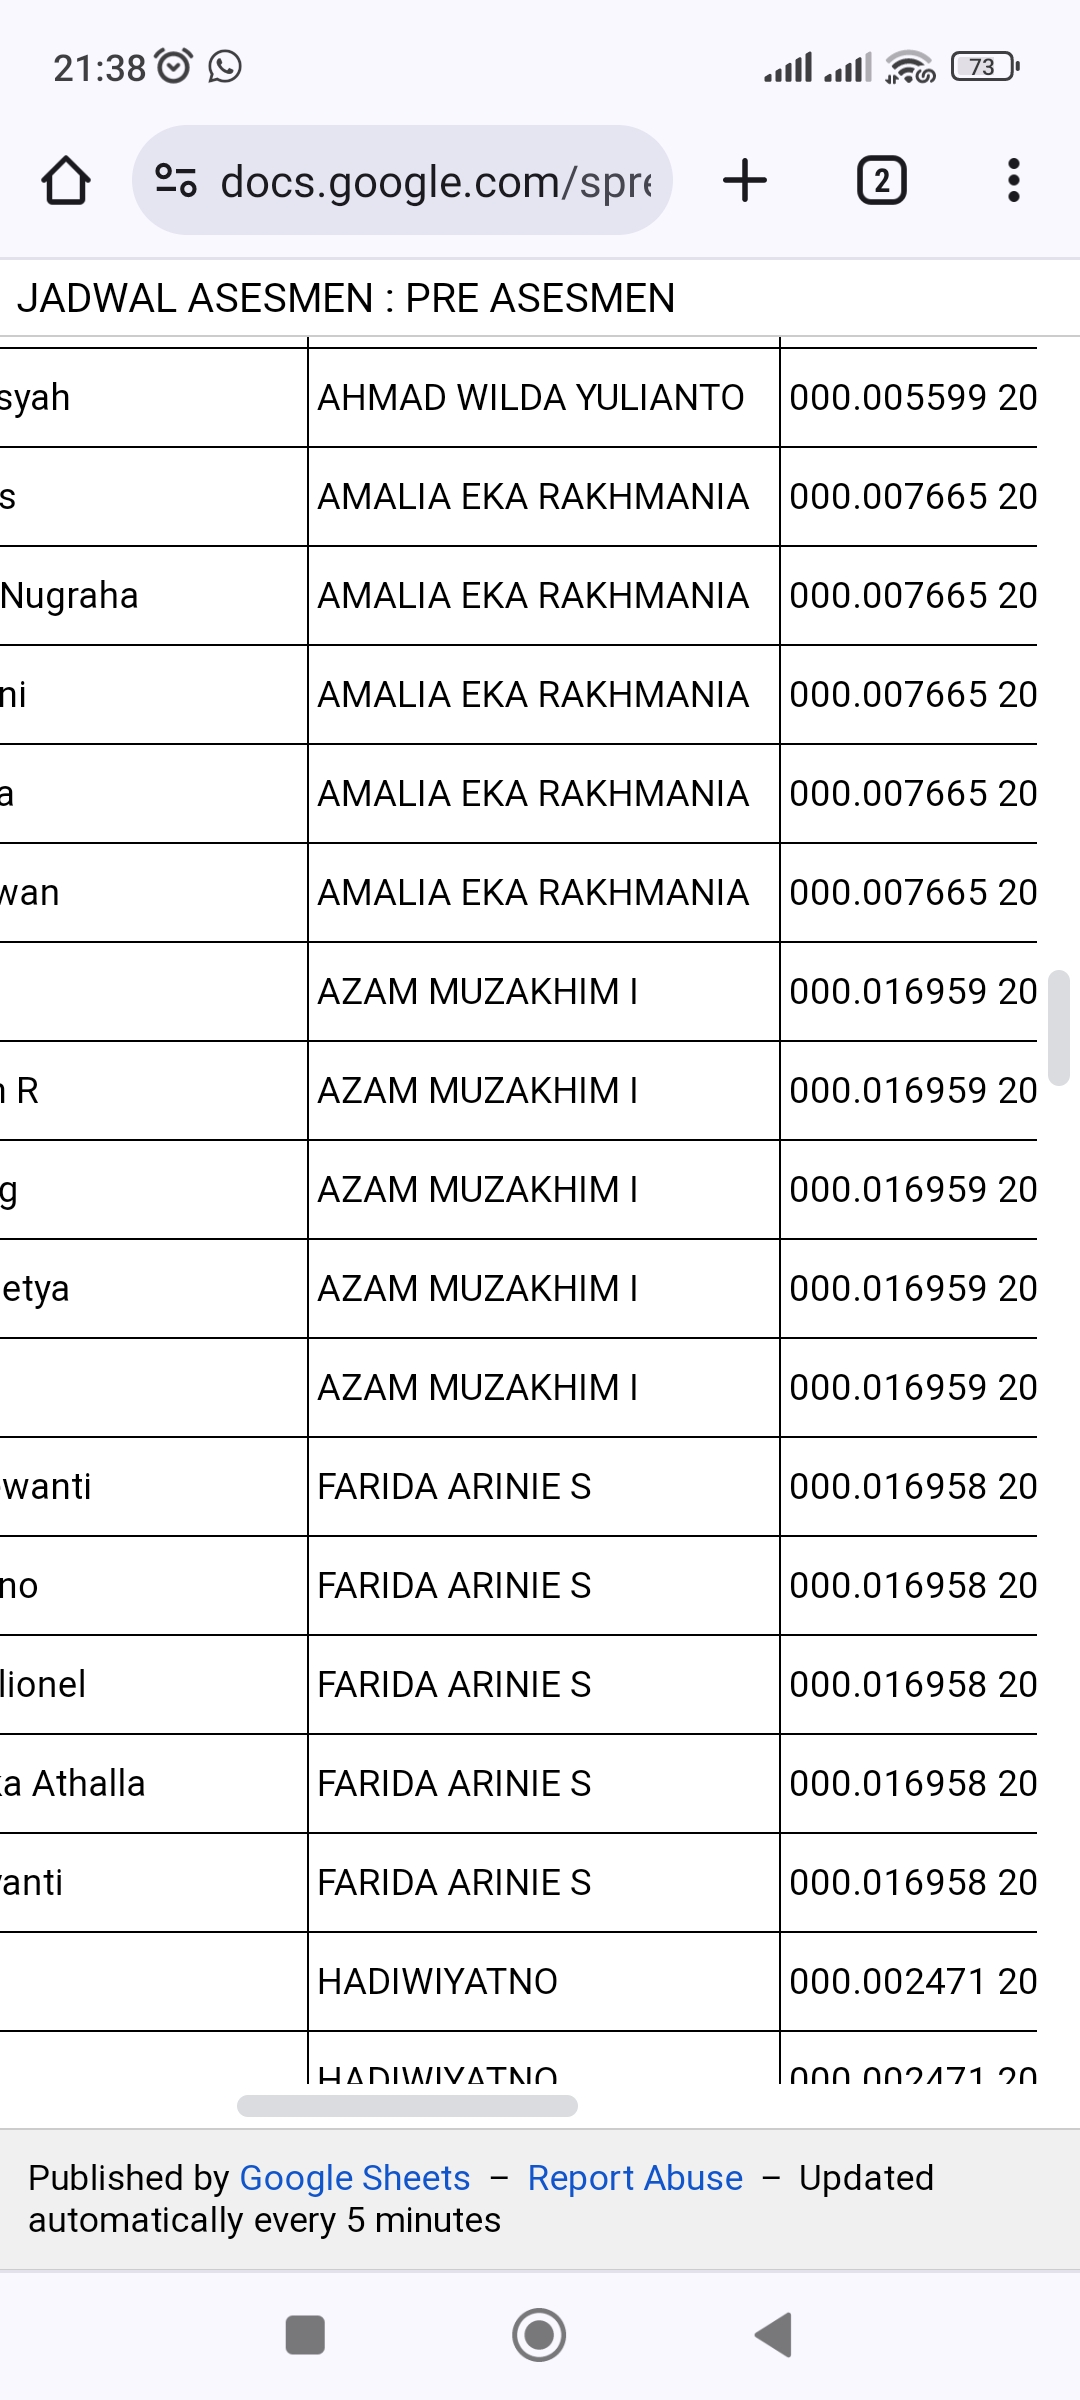 21:38
73
docs.google.com/spre
2
JADWAL ASESMEN : PRE ASESMEN
syah AHMAD WILDA YULIANTO 000.005599 20
s AMALIA EKA RAKHMANIA 000.007665 20
Nugraha AMALIA EKA RAKHMANIA 000.007665 20
ni AMALIA EKA RAKHMANIA 000.007665 20
a AMALIA EKA RAKHMANIA 000.007665 20
wan AMALIA EKA RAKHMANIA 000.007665 20
AZAM MUZAKHIM I 000.016959 20
R AZAM MUZAKHIM I 000.016959 20
g AZAM MUZAKHIM I 000.016959 20
etya AZAM MUZAKHIM I 000.016959 20
AZAM MUZAKHIM I 000.016959 20
wanti FARIDA ARINIE S 000.016958 20
no FARIDA ARINIE S 000.016958 20
lionel FARIDA ARINIE S 000.016958 20
a Athalla FARIDA ARINIE S 000.016958 20
anti FARIDA ARINIE S 000.016958 20
HADIWIYATNO 000.002471 20
HADIWIYATNO 000.002471 20
Published by Google Sheets – Report Abuse – Updated
automatically every 5 minutes